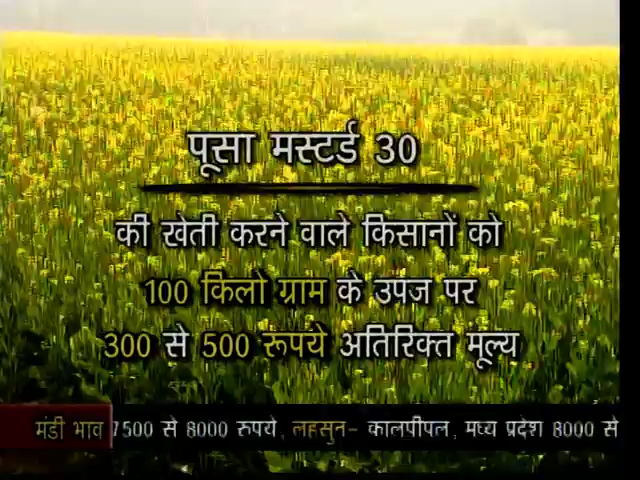 पूसा मस्टर्ड 30
की खेती करने वाले किसानों को
100 किलो ग्राम के उपज पर
300 से 500 रूपये अतिरिक्त मूल्य
मंडी भाव 7500 से 8000 रुपये, लहसुन- कालापीपल, मध्य प्रदेश 8000 से